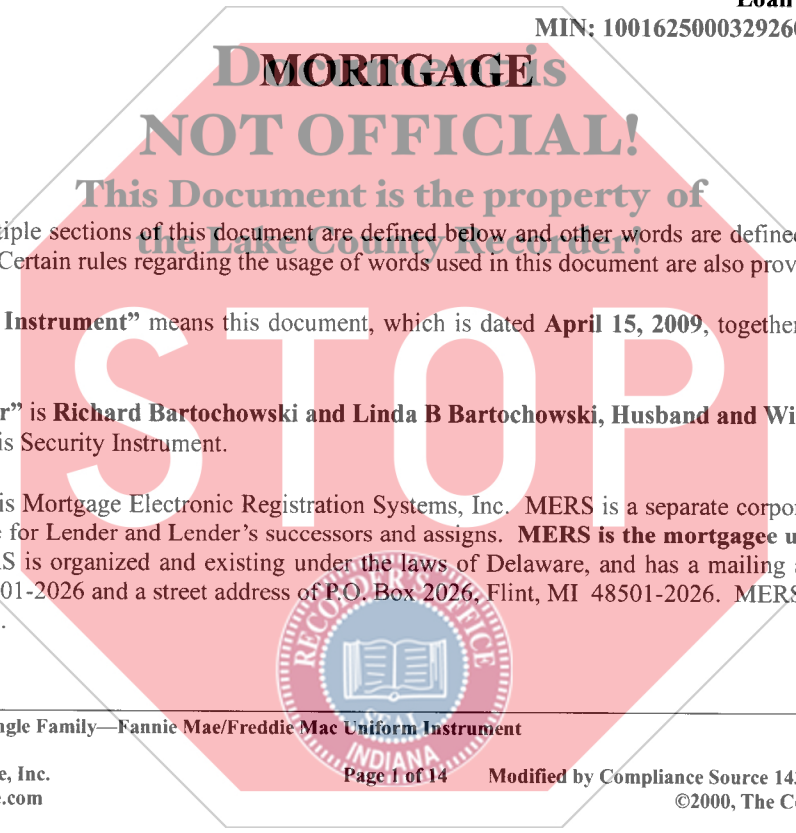 Loan
MIN: 1001625000329260
MORTGAGE
Document is
NOT OFFICIAL!
This Document is the property of
the Lake County Recorder!
tiple sections of this document are defined below and other words are defined
Certain rules regarding the usage of words used in this document are also prov
Instrument” means this document, which is dated April 15, 2009, together
r” is Richard Bartochowski and Linda B Bartochowski, Husband and Wi
is Security Instrument.
STOP
is Mortgage Electronic Registration Systems, Inc. MERS is a separate corpo
e for Lender and Lender’s successors and assigns. MERS is the mortgagee u
RS is organized and existing under the laws of Delaware, and has a mailing a
01-2026 and a street address of P.O. Box 2026, Flint, MI 48501-2026. MERS
.
RECORDER'S OFFICE
SEAL
INDIANA
ngle Family—Fannie Mae/Freddie Mac Uniform Instrument
e, Inc.
Page 1 of 14
Modified by Compliance Source 143
e.com
©2000, The Co